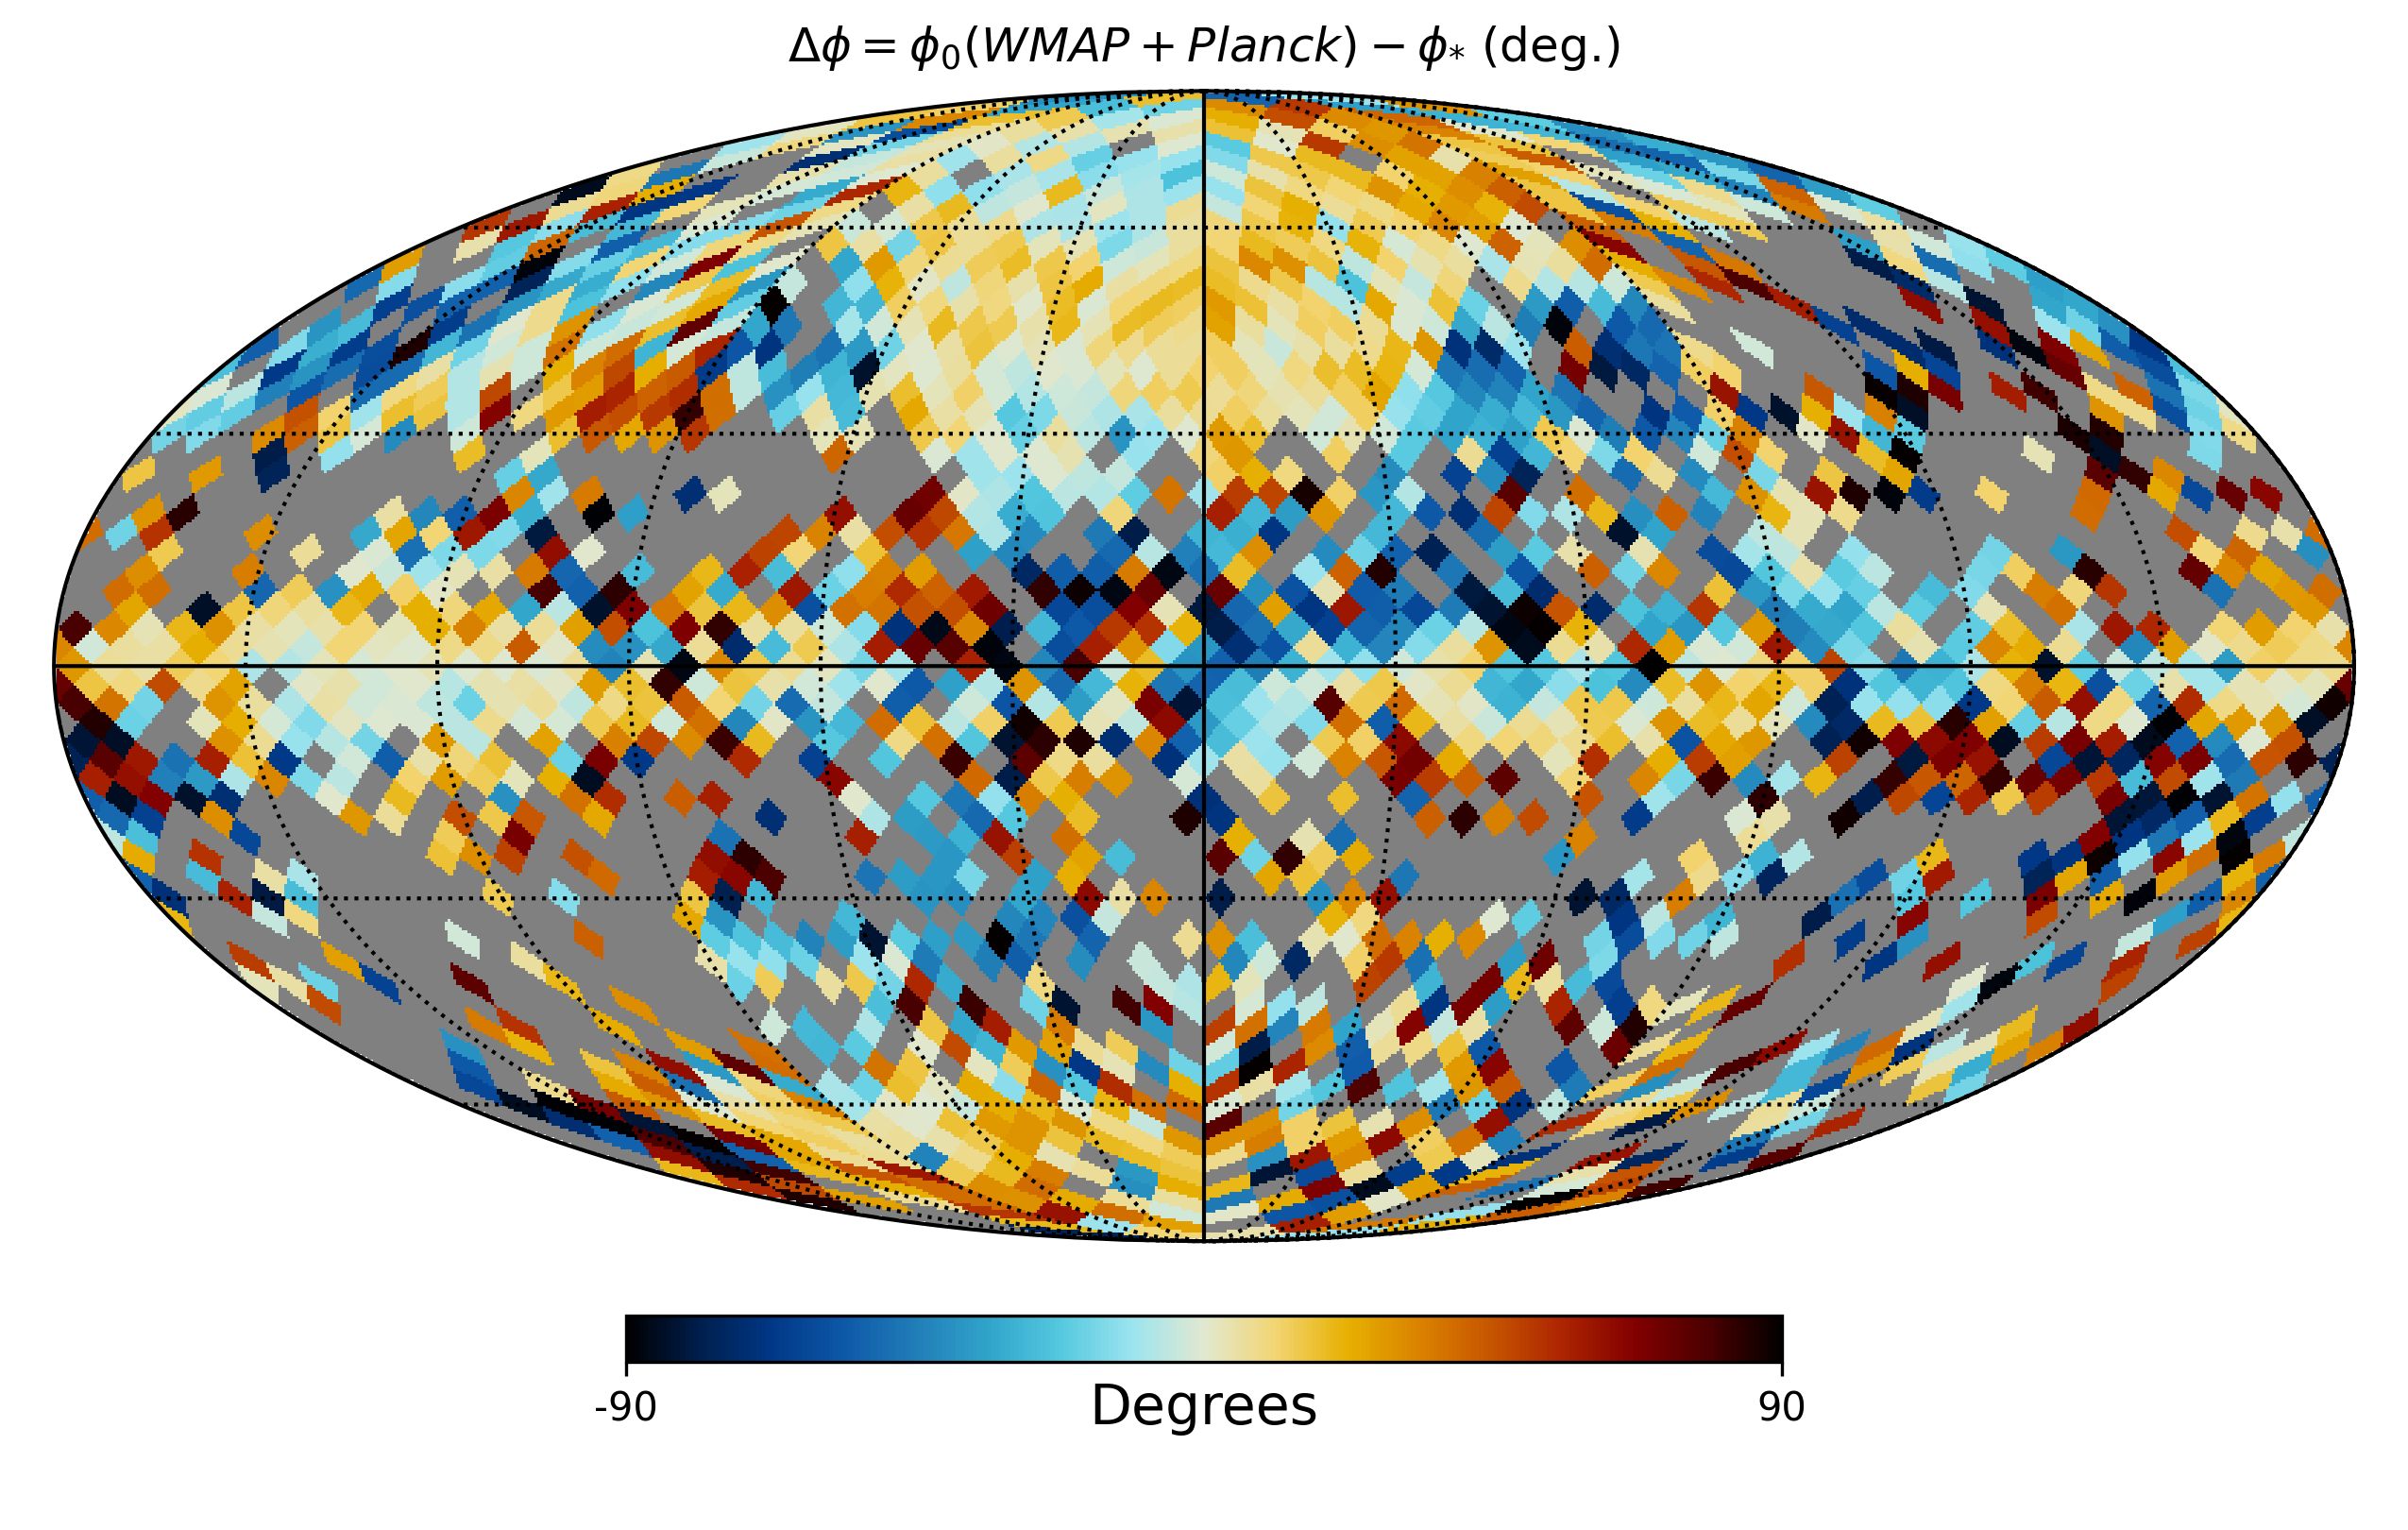 Δϕ = ϕ₀(WMAP + Planck) − ϕ∗ (deg.)
-90 90
Degrees